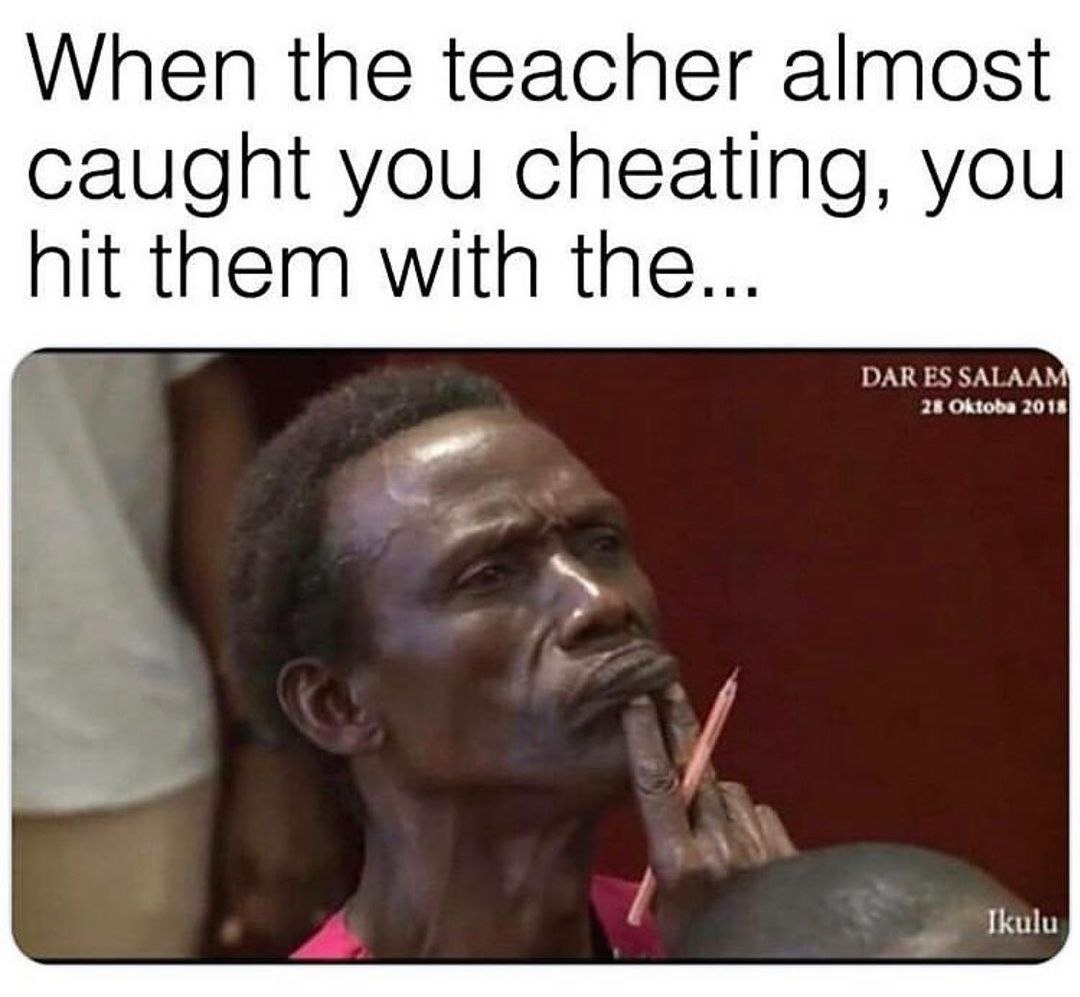 When the teacher almost
caught you cheating, you
hit them with the...
DAR ES SALAAM
28 Oktoba 2018
Ikulu